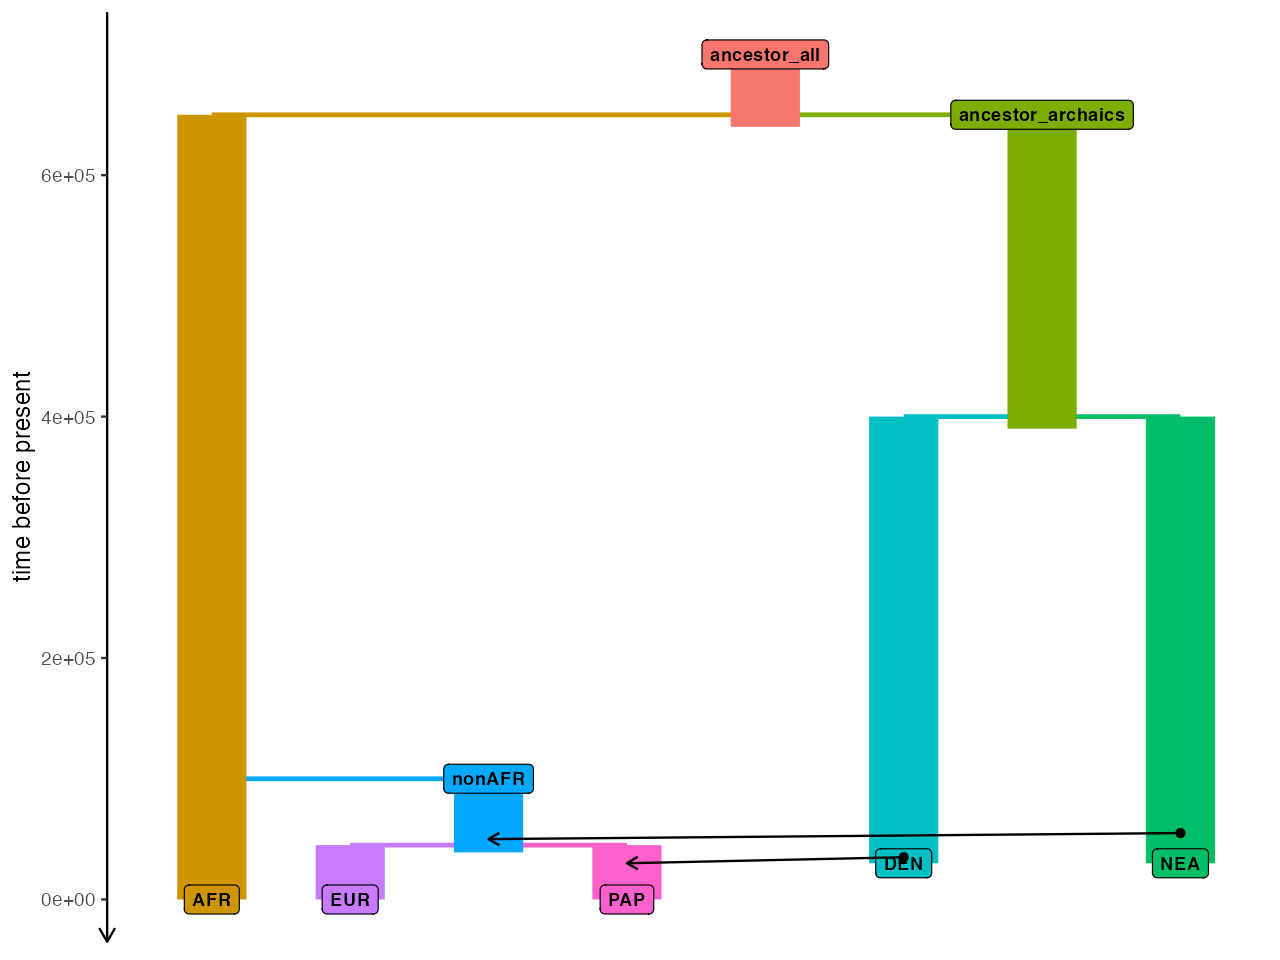 ancestor_all
ancestor_archaics
6e+05
4e+05
time before present
2e+05
nonAFR
DEN
NEA
0e+00
AFR
EUR
PAP